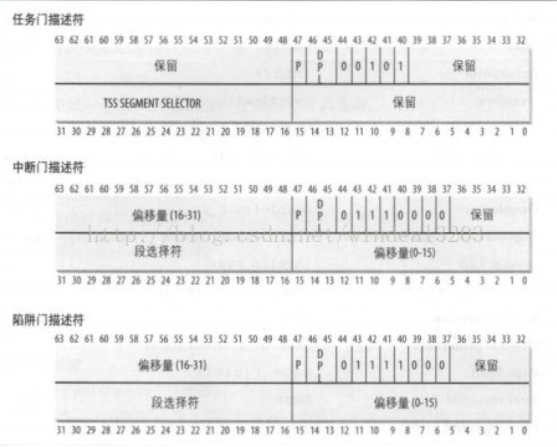 任务门描述符
63 62 61 60 59 58 57 56 55 54 53 52 51 50 49 48 47 46 45 44 43 42 41 40 39 38 37 36 35 34 33 32
保留 P D P L 0 0 1 0 1 保留
TSS SEGMENT SELECTOR 保留
31 30 29 28 27 26 25 24 23 22 21 20 19 18 17 16 15 14 13 12 11 10 9 8 7 6 5 4 3 2 1 0
中断门描述符
63 62 61 60 59 58 57 56 55 54 53 52 51 50 49 48 47 46 45 44 43 42 41 40 39 38 37 36 35 34 33 32
偏移量 (16-31) P D P L 0 1 1 1 0 0 0 0 保留
http://blog.csdn.net/windeal3203
段选择符 偏移量(0-15)
31 30 29 28 27 26 25 24 23 22 21 20 19 18 17 16 15 14 13 12 11 10 9 8 7 6 5 4 3 2 1 0
陷阱门描述符
63 62 61 60 59 58 57 56 55 54 53 52 51 50 49 48 47 46 45 44 43 42 41 40 39 38 37 36 35 34 33 32
偏移量 (16-31) P D P L 0 1 1 1 1 0 0 0 保留
段选择符 偏移量 (0-15)
31 30 29 28 27 26 25 24 23 22 21 20 19 18 17 16 15 14 13 12 11 10 9 8 7 6 5 4 3 2 1 0